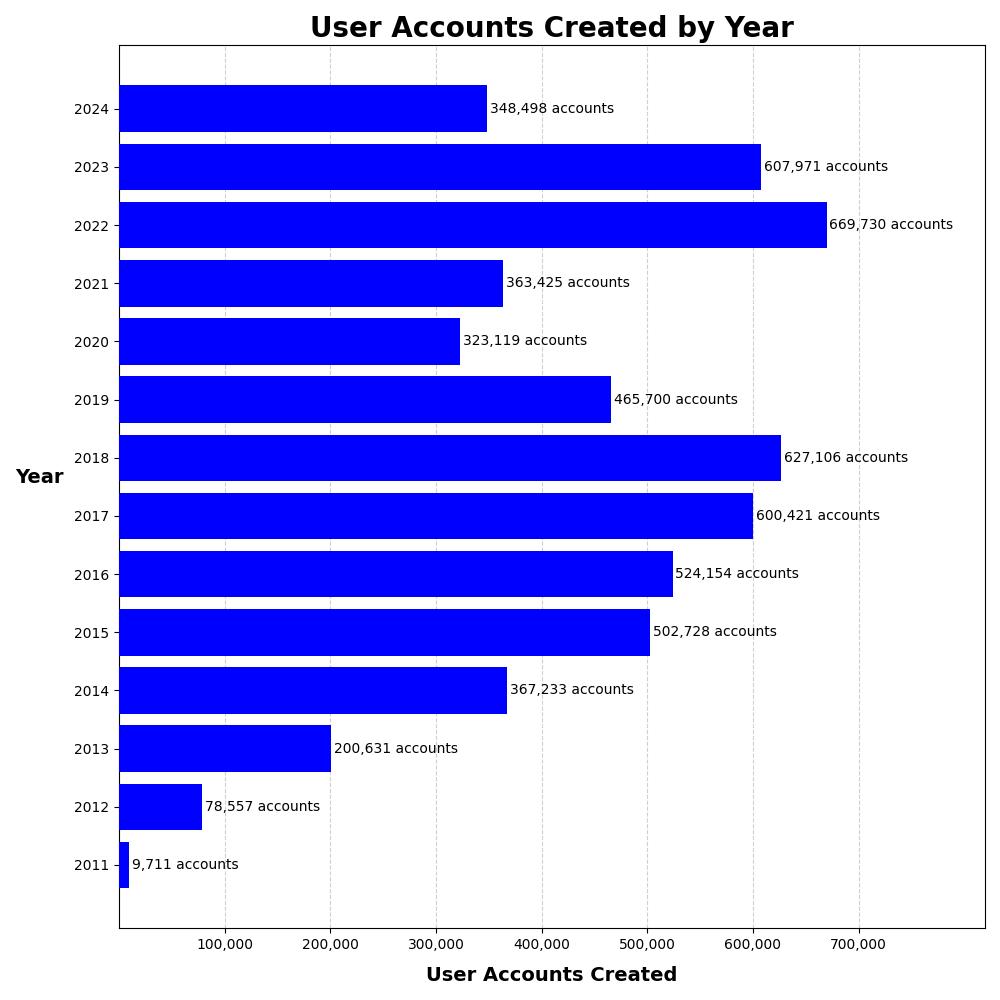 User Accounts Created by Year
2024 348,498 accounts
2023 607,971 accounts
2022 669,730 accounts
2021 363,425 accounts
2020 323,119 accounts
2019 465,700 accounts
2018 627,106 accounts
Year
2017 600,421 accounts
2016 524,154 accounts
2015 502,728 accounts
2014 367,233 accounts
2013 200,631 accounts
2012 78,557 accounts
2011 9,711 accounts
100,000 200,000 300,000 400,000 500,000 600,000 700,000
User Accounts Created